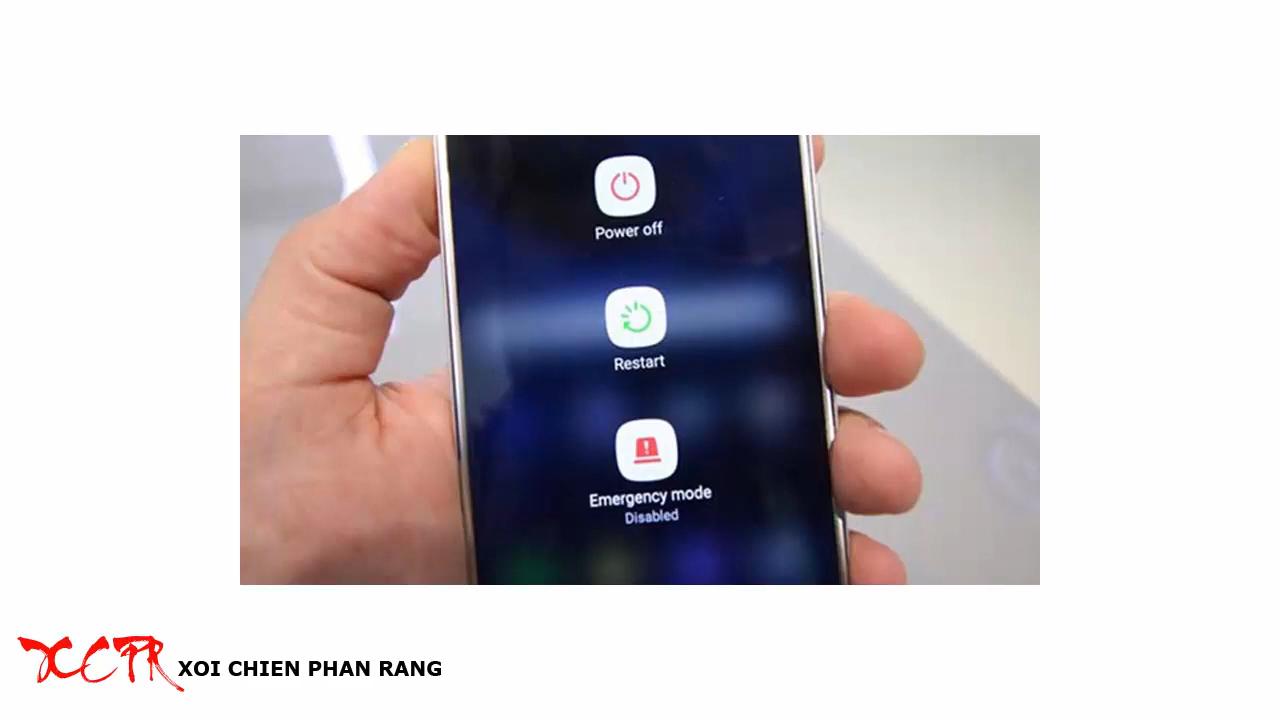 Power off
Restart
Emergency mode
Disabled
XCPR XOI CHIEN PHAN RANG